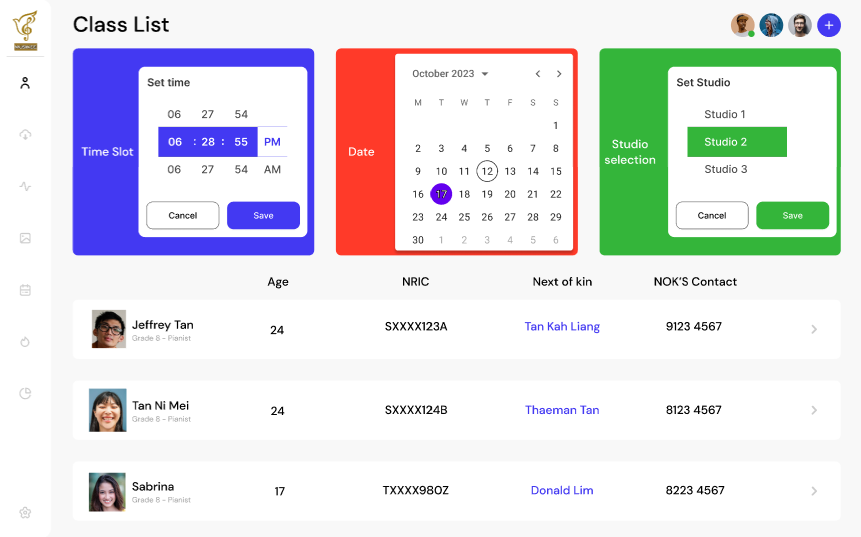 Class List
Time Slot
Set time
06 27 54
06 : 28 : 55 PM
06 27 54 AM
Cancel Save
Date
October 2023
M T W T F S S
1
2 3 4 5 6 7 8
9 10 11 12 13 14 15
16 17 18 19 20 21 22
23 24 25 26 27 28 29
30 1 2 3 4 5 6
Studio
selection
Set Studio
Studio 1
Studio 2
Studio 3
Cancel Save
Age NRIC Next of kin NOK'S Contact
Jeffrey Tan 24 SXXXX123A Tan Kah Liang 9123 4567
Grade 8 - Pianist
Tan Ni Mei 24 SXXXX124B Thaeman Tan 8123 4567
Grade 8 - Pianist
Sabrina 17 TXXXX980Z Donald Lim 8223 4567
Grade 8 - Pianist